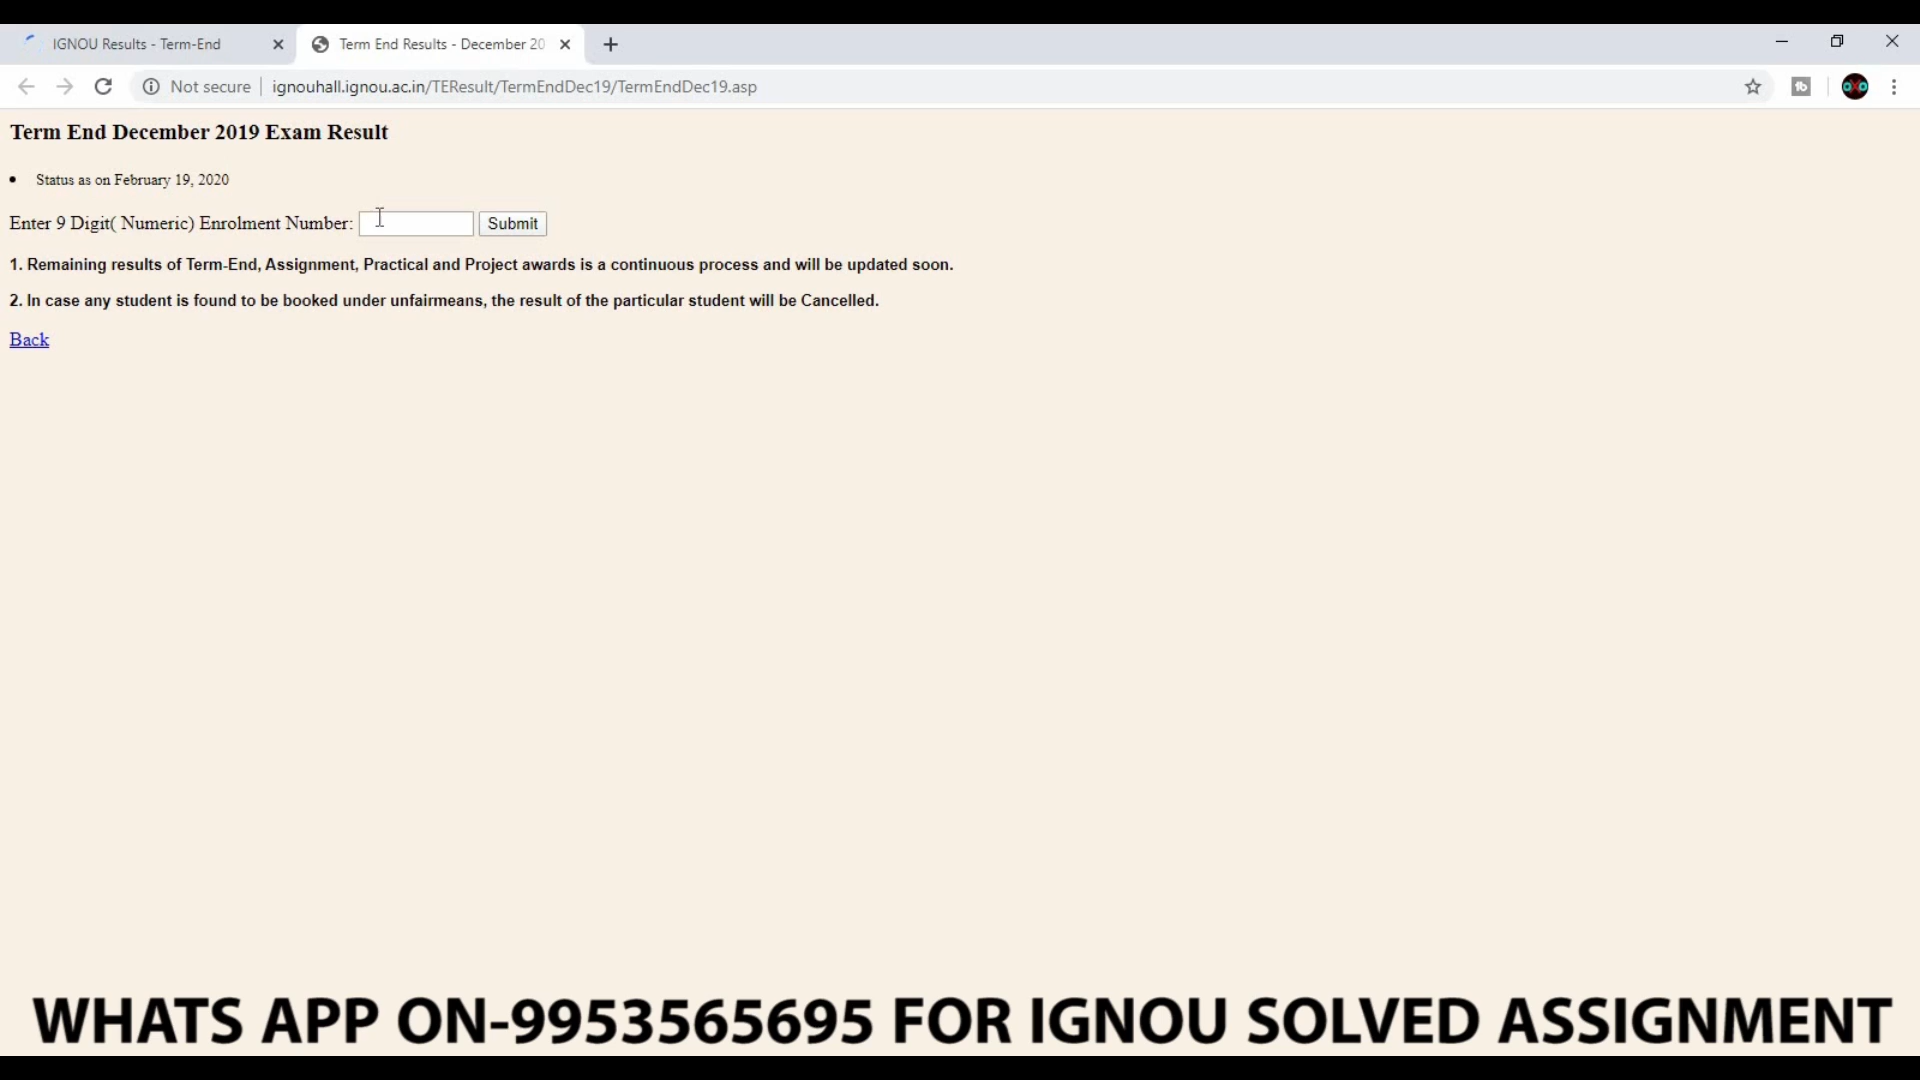 IGNOU Results - Term-End
Term End Results - December 20
Not secure
ignouhall.ignou.ac.in/TEResult/TermEndDec19/TermEndDec19.asp
Term End December 2019 Exam Result
Status as on February 19, 2020
Enter 9 Digit( Numeric) Enrolment Number:
Submit
1. Remaining results of Term-End, Assignment, Practical and Project awards is a continuous process and will be updated soon.
2. In case any student is found to be booked under unfairmeans, the result of the particular student will be Cancelled.
Back
WHATS APP ON-9953565695 FOR IGNOU SOLVED ASSIGNMENT